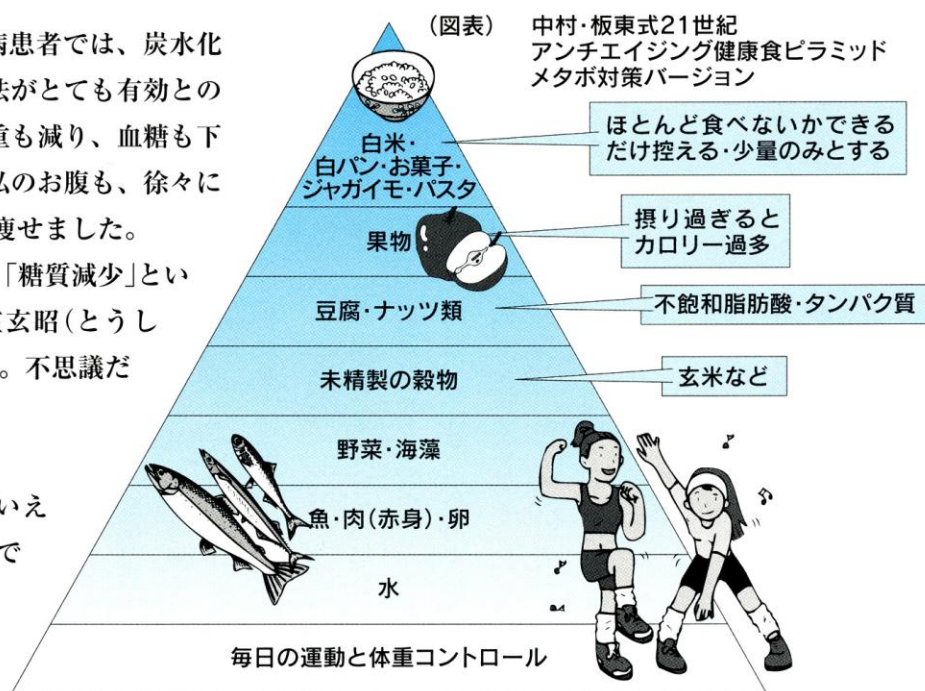 病患者では、炭水化
法がとても有効との
重も減り、血糖も下
私のお腹も、徐々に
痩せました。
「糖質減少」とい
玄昭(とうし
。不思議だ
いえ
で
(図表)
中村・板東式21世紀
アンチエイジング健康食ピラミッド
メタボ対策バージョン
白米・
白パン・お菓子・
ジャガイモ・パスタ
ほとんど食べないかできる
だけ控える・少量のみとする
果物
摂り過ぎると
カロリー過多
豆腐・ナッツ類
不飽和脂肪酸・タンパク質
未精製の穀物
玄米など
野菜・海藻
魚・肉(赤身)・卵
水
毎日の運動と体重コントロール